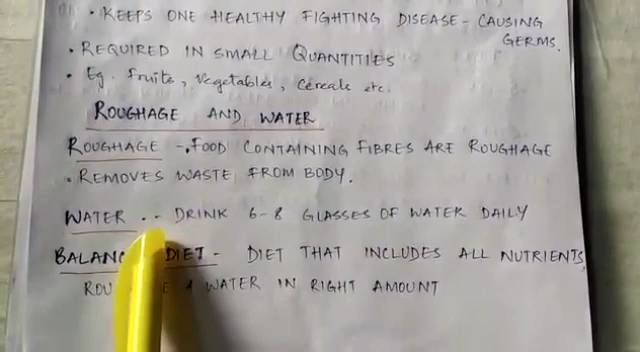 • KEEPS ONE HEALTHY FIGHTING DISEASE - CAUSING
GERMS.
• REQUIRED IN SMALL QUANTITIES
• Eg. Fruits, Vegetables, Cereals etc.
ROUGHAGE AND WATER
ROUGHAGE -. FOOD CONTAINING FIBRES ARE ROUGHAGE
. REMOVES WASTE FROM BODY.
WATER .- DRINK 6-8 GLASSES OF WATER DAILY
DIET - DIET THAT INCLUDES ALL NUTRIENTS,
WATER IN RIGHT AMOUNT